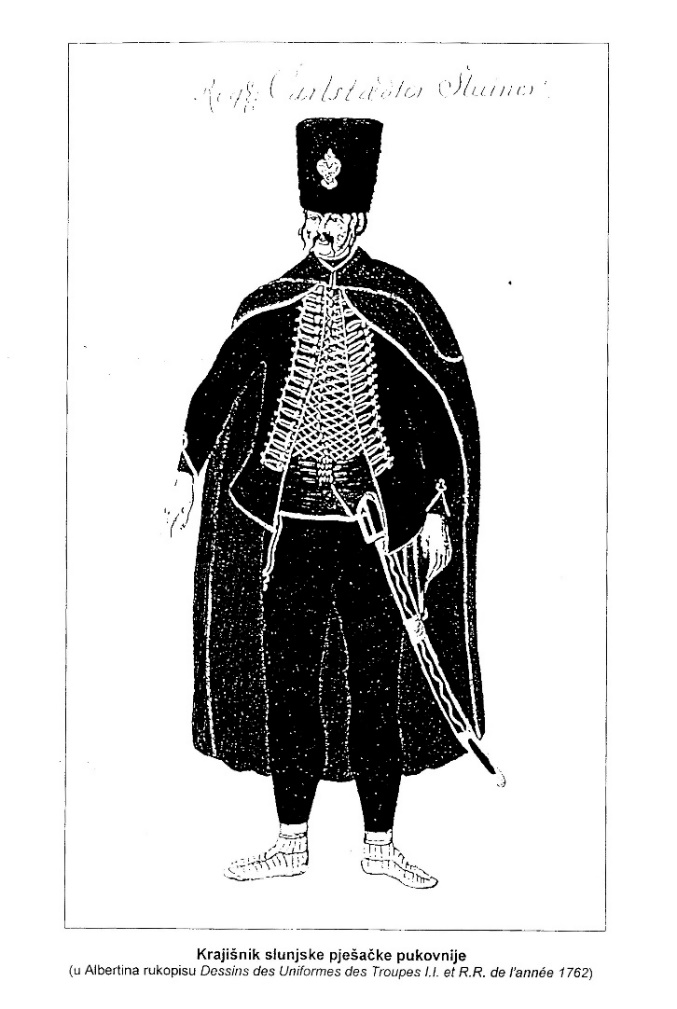 Carlstädter Sluiner
Krajišnik slunjske pješačke pukovnije
(u Albertina rukopisu Dessins des Uniformes des Troupes I.I. et R.R. de l'année 1762)